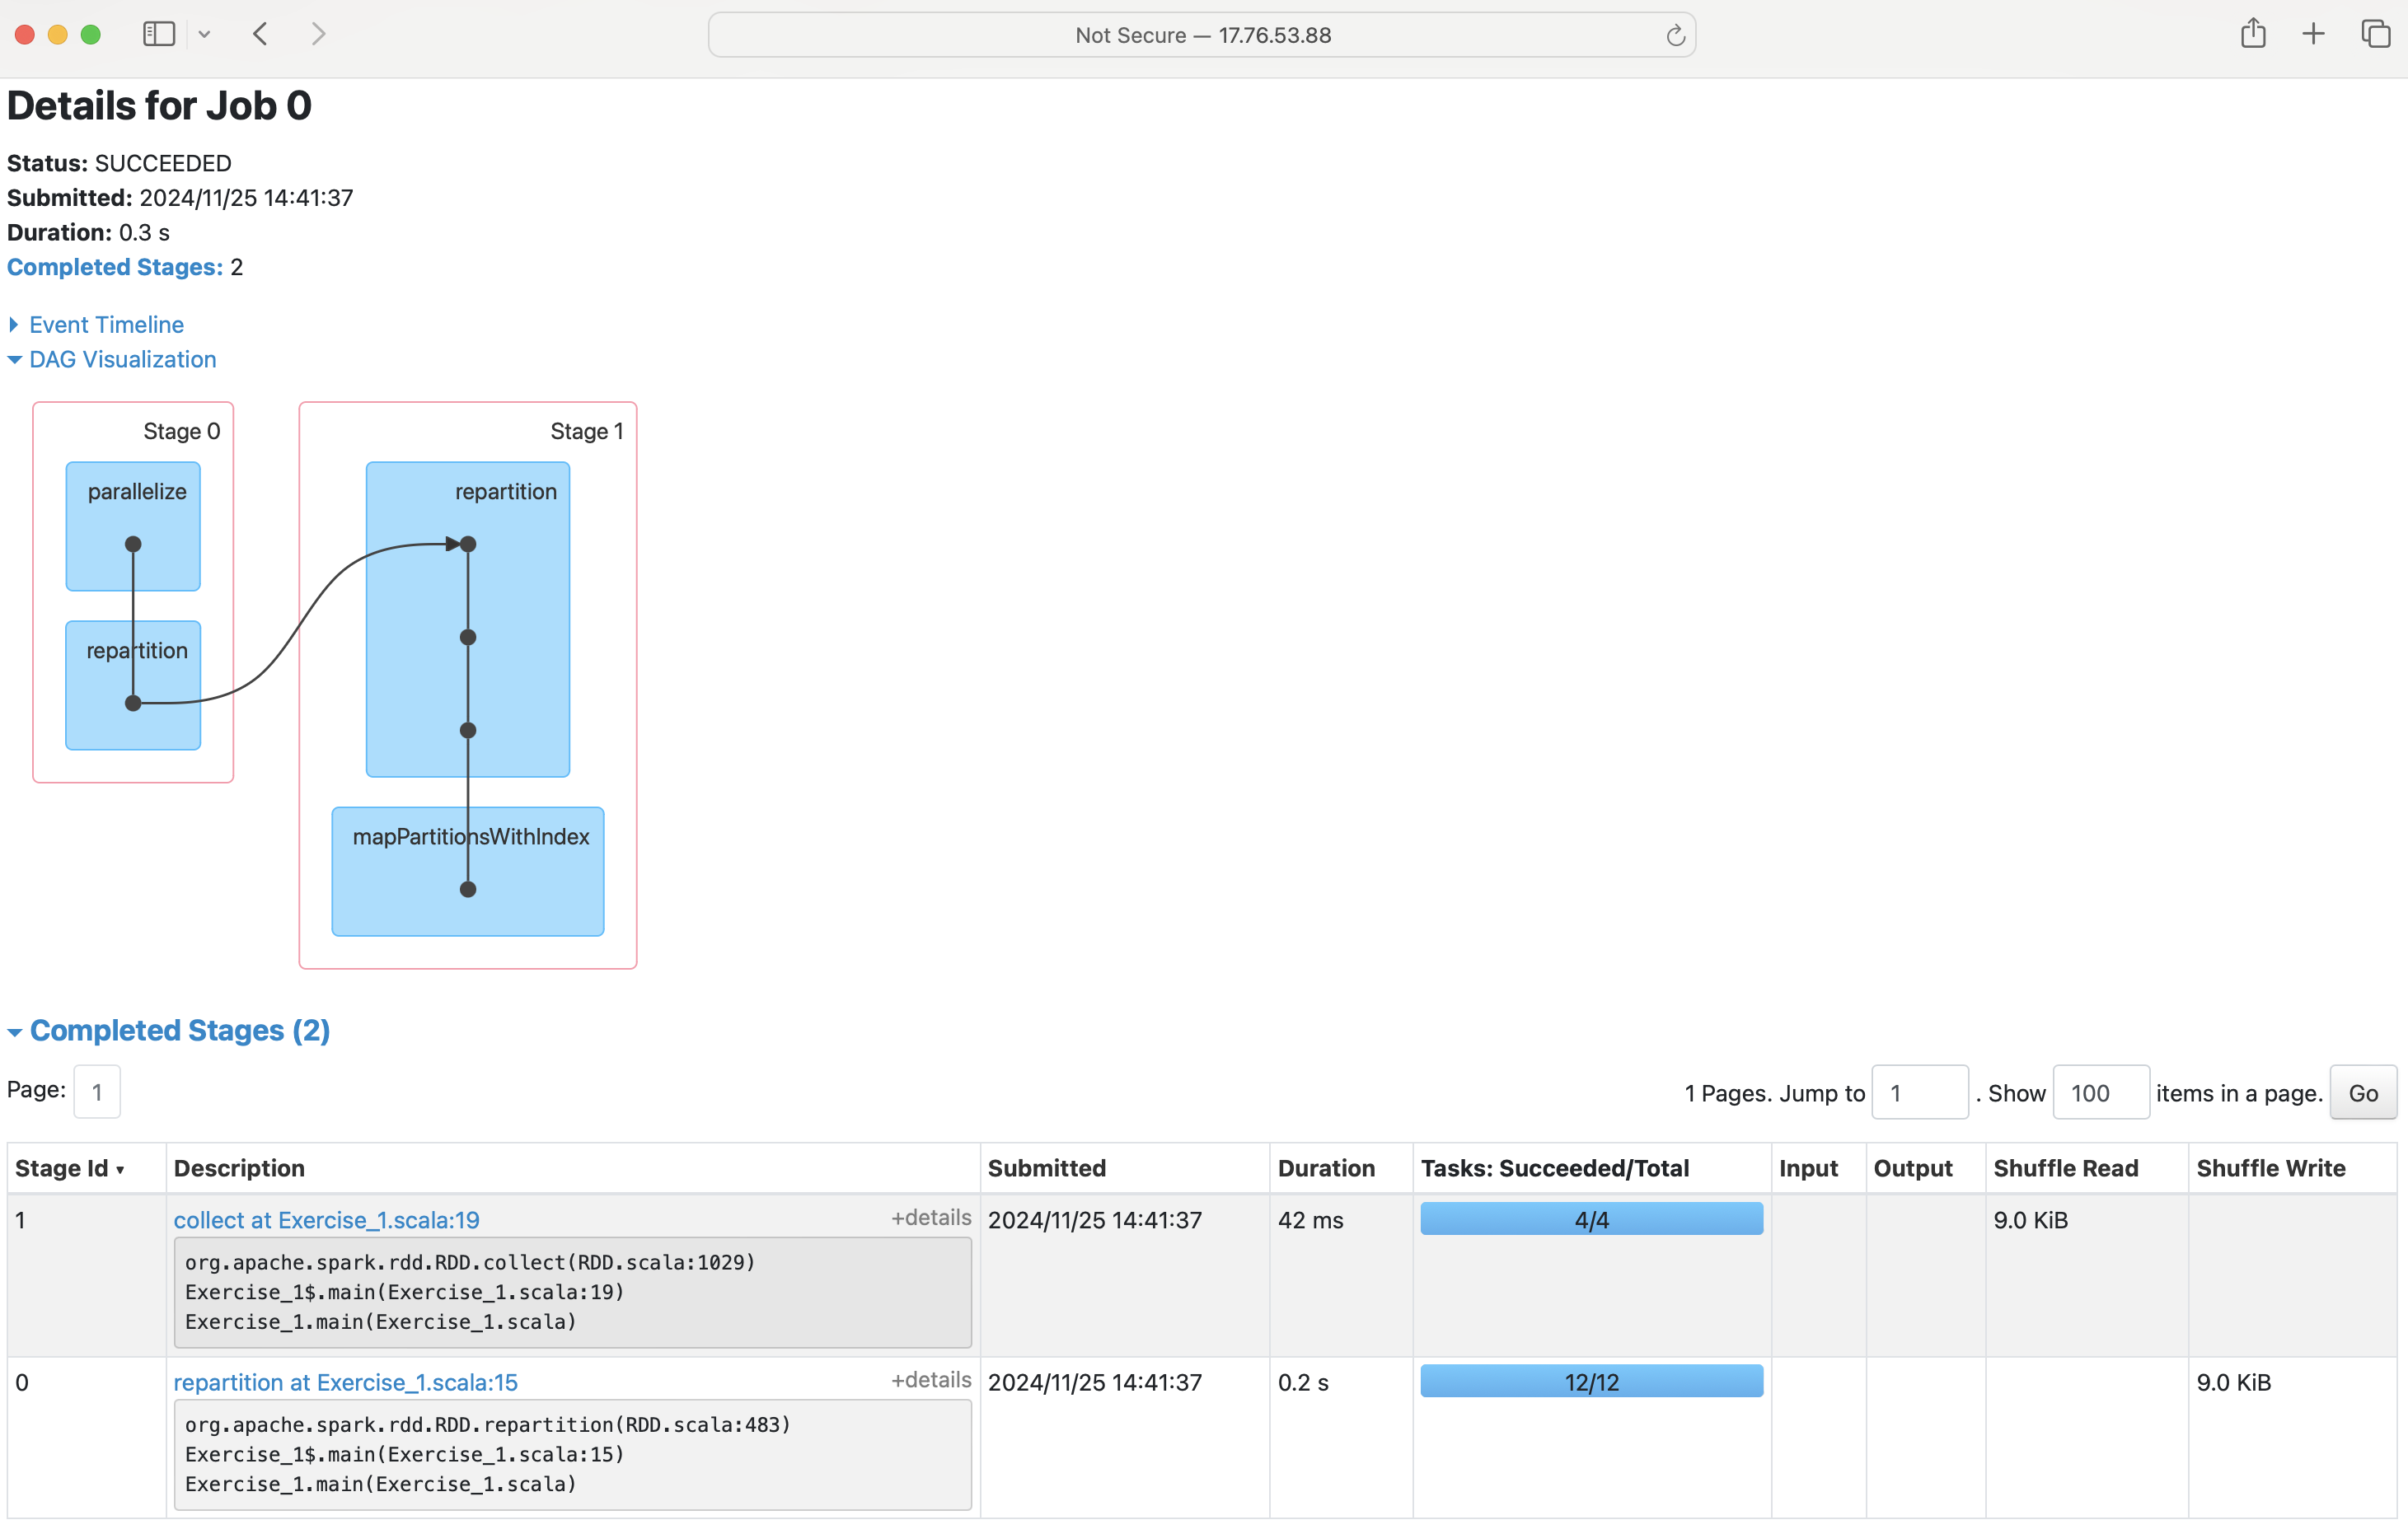 Not Secure — 17.76.53.88
Details for Job 0
Status: SUCCEEDED
Submitted: 2024/11/25 14:41:37
Duration: 0.3 s
Completed Stages: 2
Event Timeline
DAG Visualization
Stage 0
parallelize
repartition
Stage 1
repartition
mapPartitionsWithIndex
Completed Stages (2)
Page: 1
1 Pages. Jump to 1 . Show 100 items in a page. Go
Stage Id ▾ Description Submitted Duration Tasks: Succeeded/Total Input Output Shuffle Read Shuffle Write
1 collect at Exercise_1.scala:19 +details 2024/11/25 14:41:37 42 ms 4/4 9.0 KiB
org.apache.spark.rdd.RDD.collect(RDD.scala:1029)
Exercise_1$.main(Exercise_1.scala:19)
Exercise_1.main(Exercise_1.scala)
0 repartition at Exercise_1.scala:15 +details 2024/11/25 14:41:37 0.2 s 12/12 9.0 KiB
org.apache.spark.rdd.RDD.repartition(RDD.scala:483)
Exercise_1$.main(Exercise_1.scala:15)
Exercise_1.main(Exercise_1.scala)